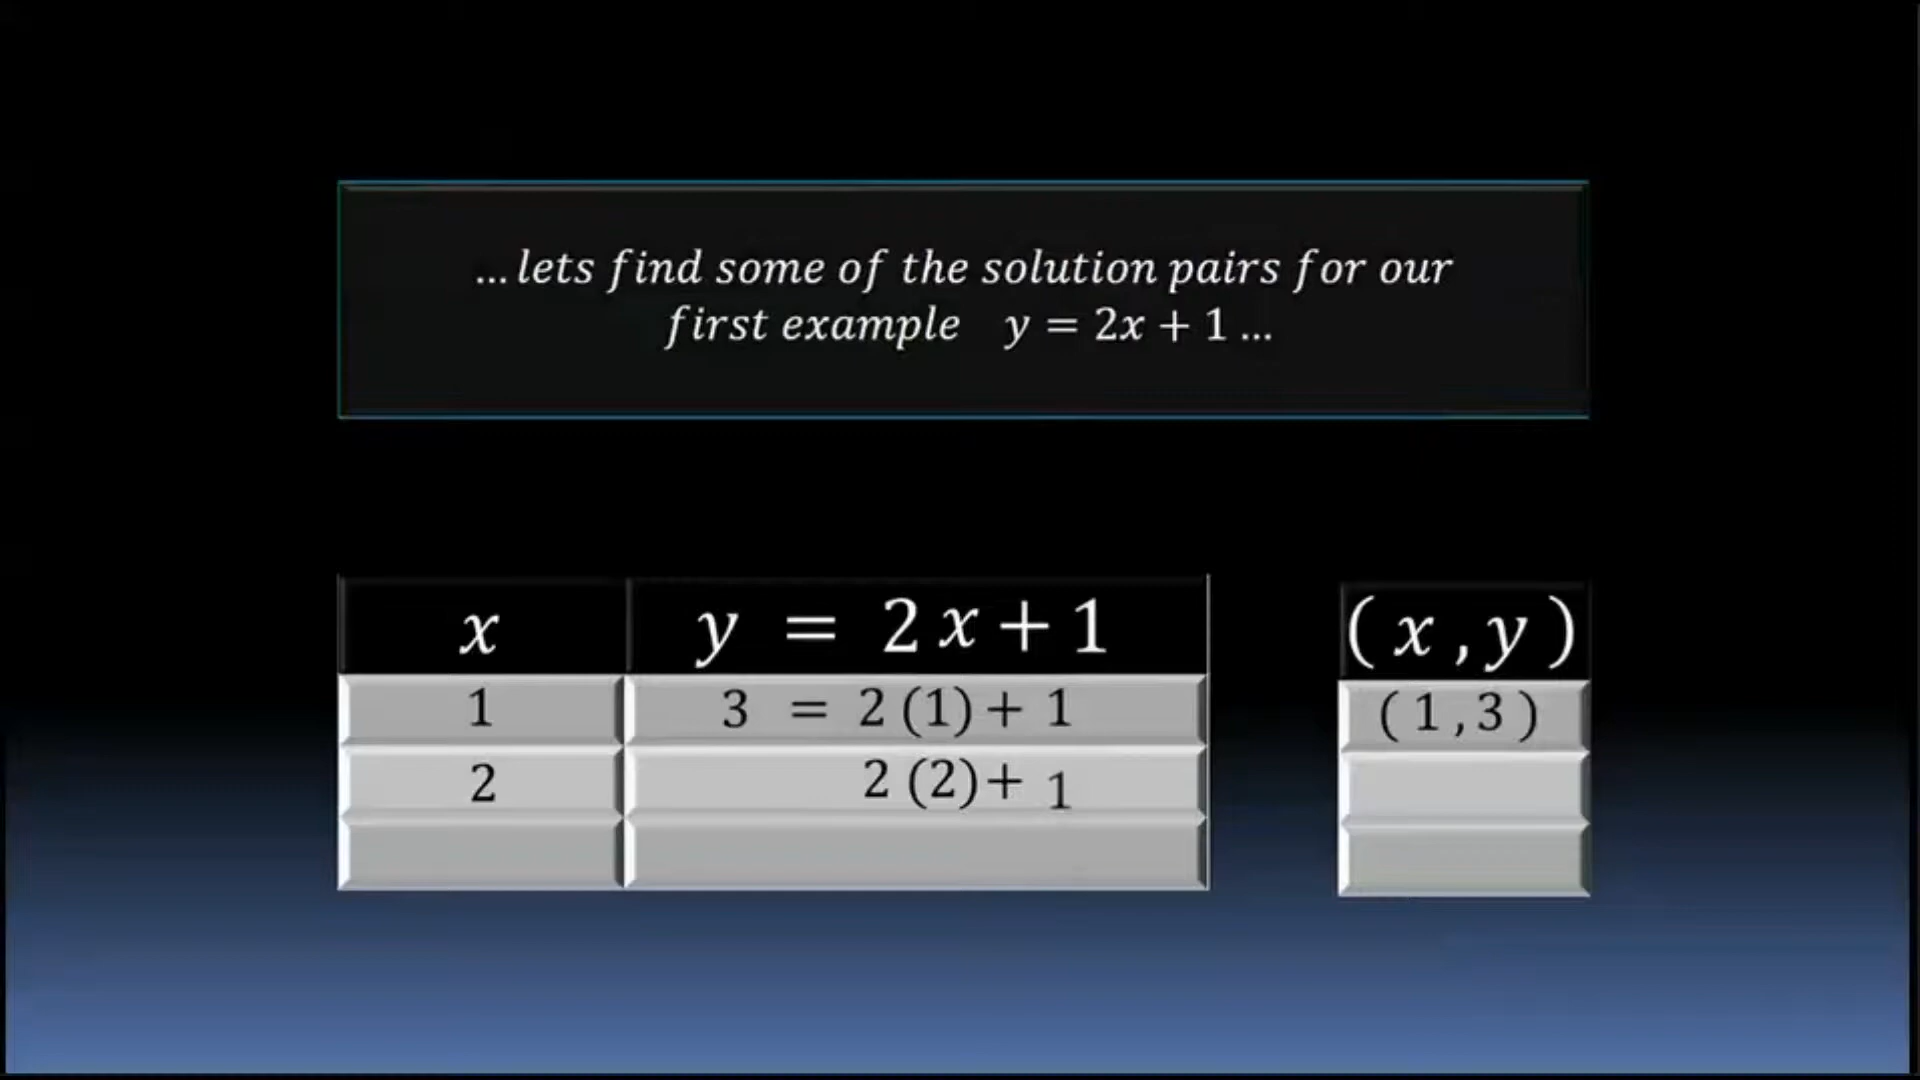 ... lets find some of the solution pairs for our
first example y = 2x + 1 ...
x y = 2 x + 1 ( x , y )
1 3 = 2 (1) + 1 ( 1 , 3 )
2 2 (2) + 1